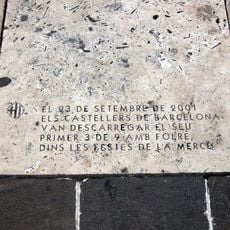 EL 23 DE SETEMBRE DE 2001
ELS CASTELLERS DE BARCELONA
VAN DESCARREGAR EL SEU
PRIMER 3 DE 9 AMB FOLRE,
DINS LES FESTES DE LA MERCÈ